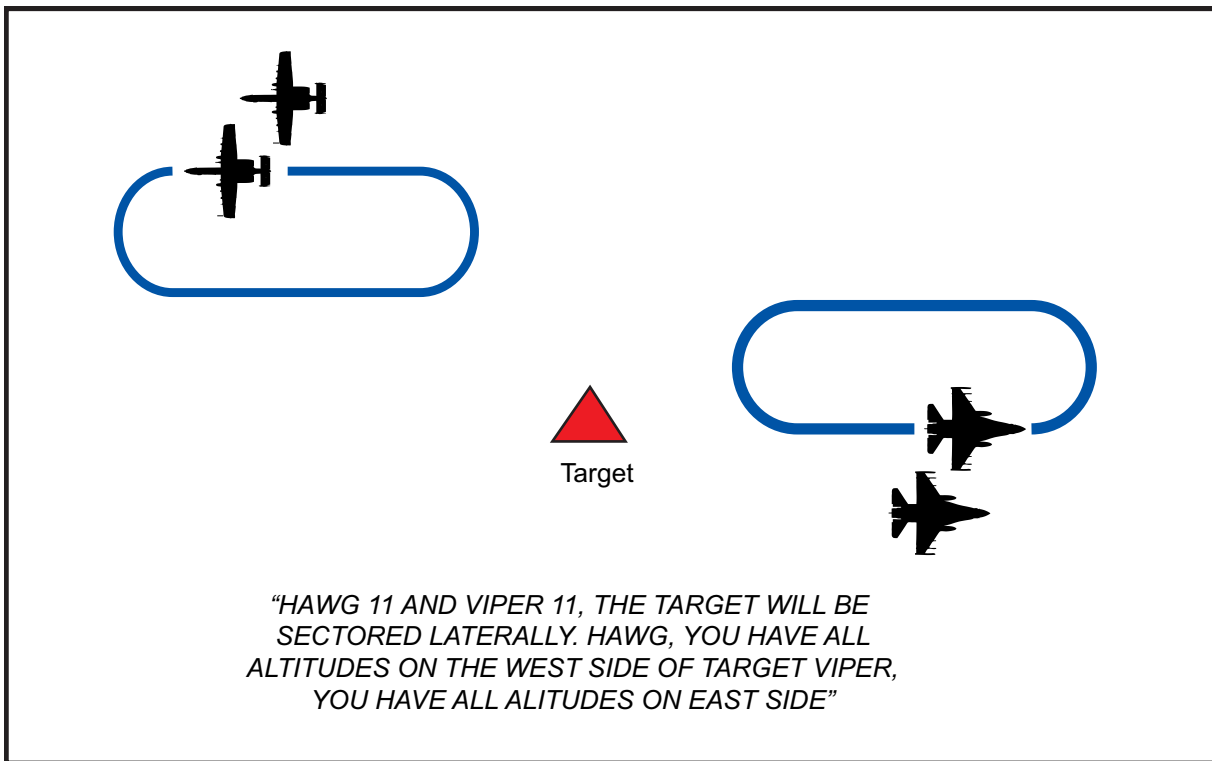 Target
“HAWG 11 AND VIPER 11, THE TARGET WILL BE
SECTORED LATERALLY. HAWG, YOU HAVE ALL
ALTITUDES ON THE WEST SIDE OF TARGET VIPER,
YOU HAVE ALL ALITUDES ON EAST SIDE”